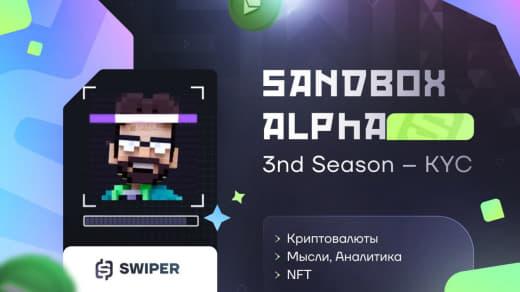 SANDBOX
ALPhA
3nd Season – KYC
> Криптовалюты
> Мысли, Аналитика
> NFT
SWIPER